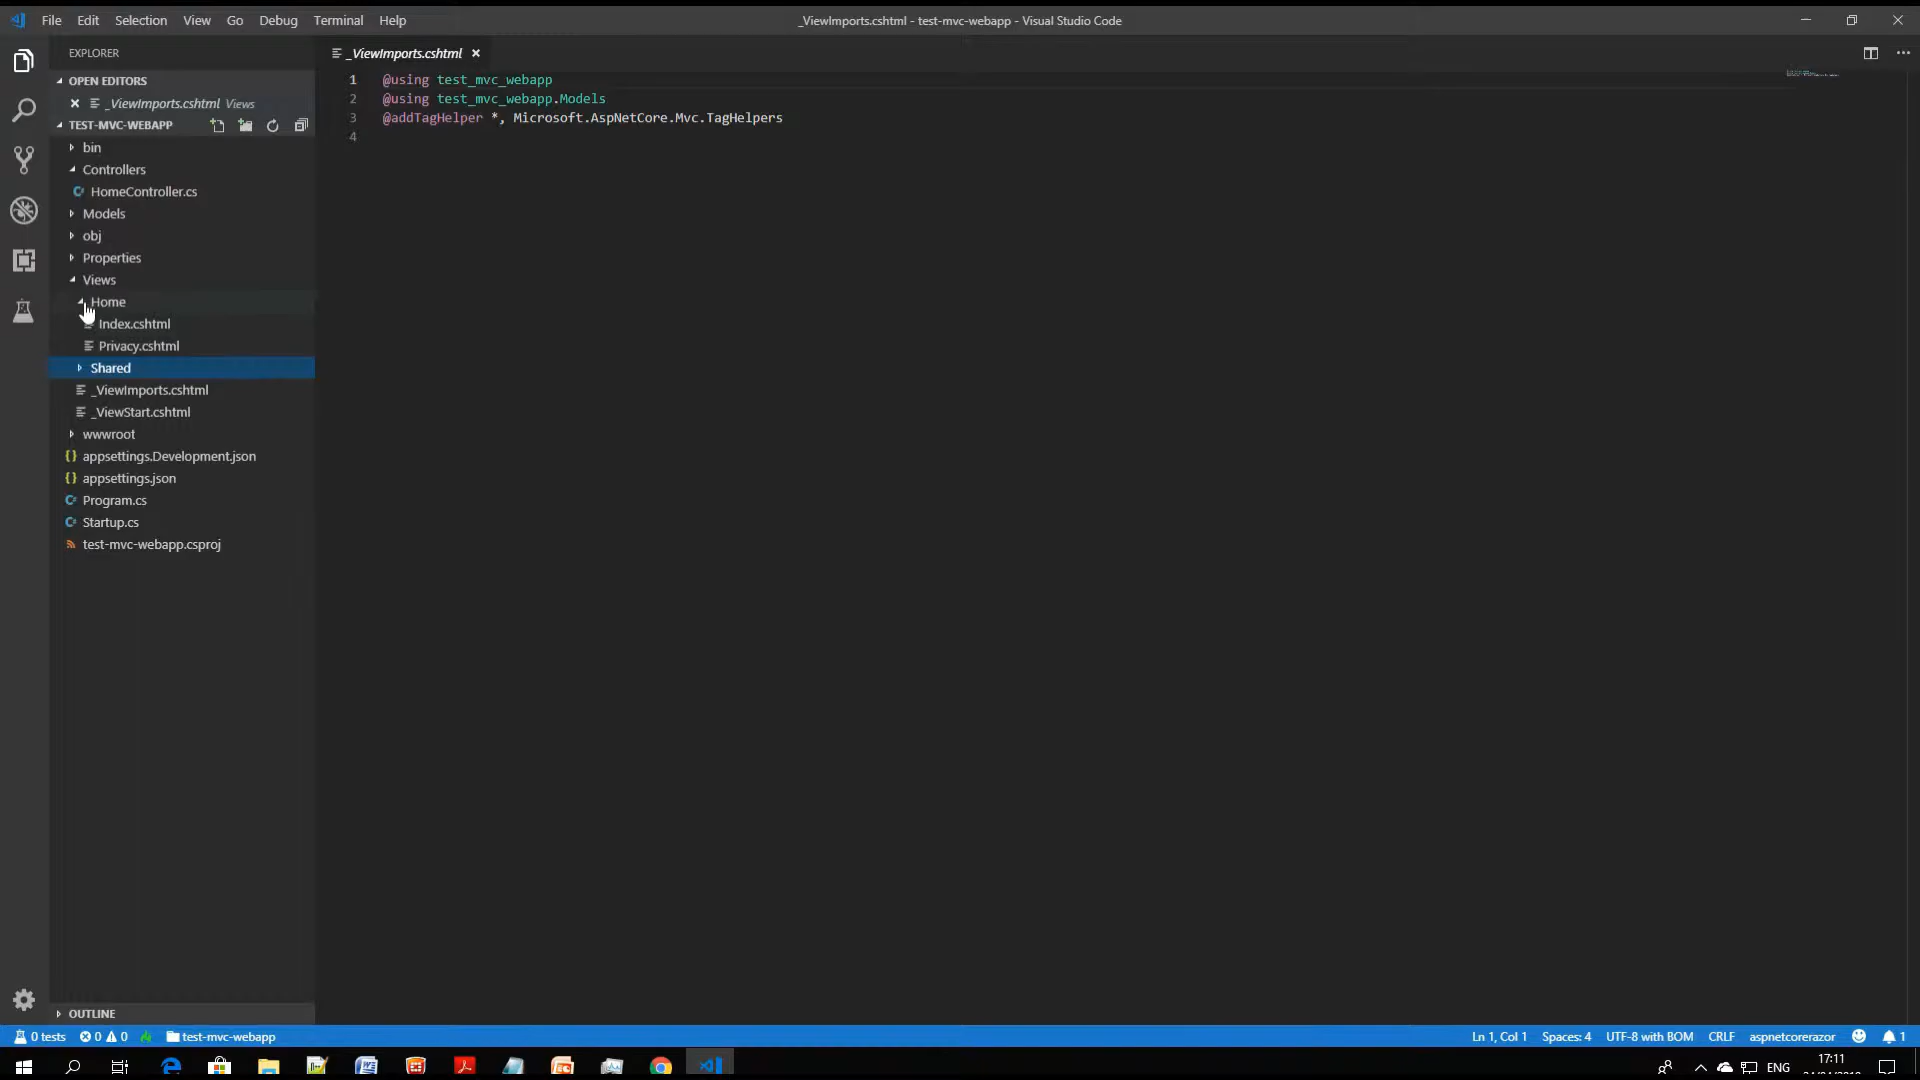 File Edit Selection View Go Debug Terminal Help
_ViewImports.cshtml - test-mvc-webapp - Visual Studio Code
EXPLORER
OPEN EDITORS
_ViewImports.cshtml Views
TEST-MVC-WEBAPP
bin
Controllers
HomeController.cs
Models
obj
Properties
Views
Home
Index.cshtml
Privacy.cshtml
Shared
_ViewImports.cshtml
_ViewStart.cshtml
wwwroot
appsettings.Development.json
appsettings.json
Program.cs
Startup.cs
test-mvc-webapp.csproj
OUTLINE
_ViewImports.cshtml
1 @using test_mvc_webapp
2 @using test_mvc_webapp.Models
3 @addTagHelper *, Microsoft.AspNetCore.Mvc.TagHelpers
4
0 tests 0 0 test-mvc-webapp
Ln 1, Col 1 Spaces: 4 UTF-8 with BOM CRLF aspnetcorerazor 1
ENG 17:11